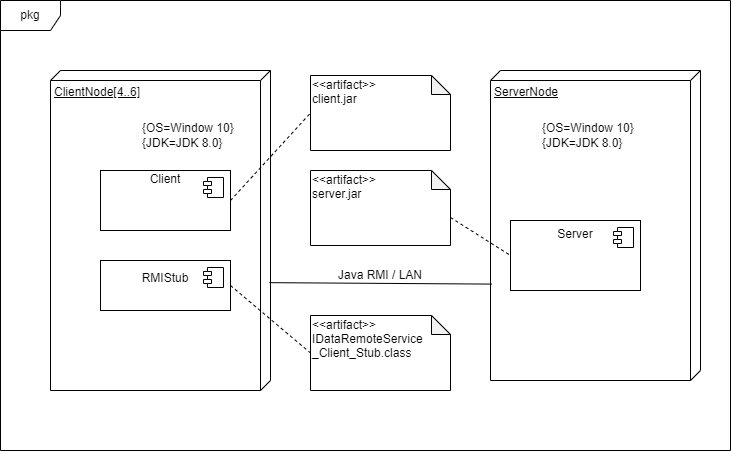 pkg
ClientNode[4..6]
{OS=Window 10}
{JDK=JDK 8.0}
Client
RMIStub
<<artifact>>
client.jar
<<artifact>>
server.jar
Java RMI / LAN
<<artifact>>
IDataRemoteService
_Client_Stub.class
ServerNode
{OS=Window 10}
{JDK=JDK 8.0}
Server